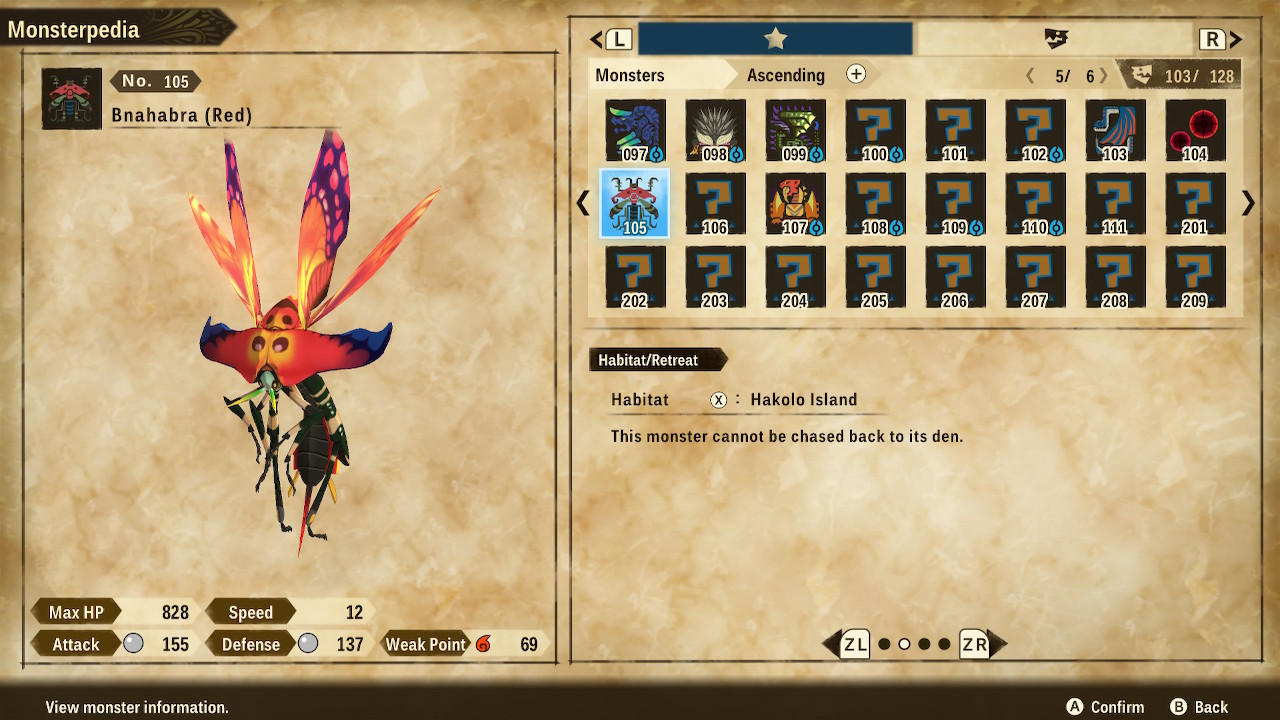 Monsterpedia
No. 105
Bnahabra (Red)
L
R
Monsters
Ascending
5/ 6
103/ 128
097 098 099 100 101 102 103 104
105 106 107 108 109 110 111 201
202 203 204 205 206 207 208 209
Habitat/Retreat
Habitat X : Hakolo Island
This monster cannot be chased back to its den.
Max HP 828 Speed 12
Attack 155 Defense 137 Weak Point 69
ZL ZR
View monster information.
A Confirm B Back